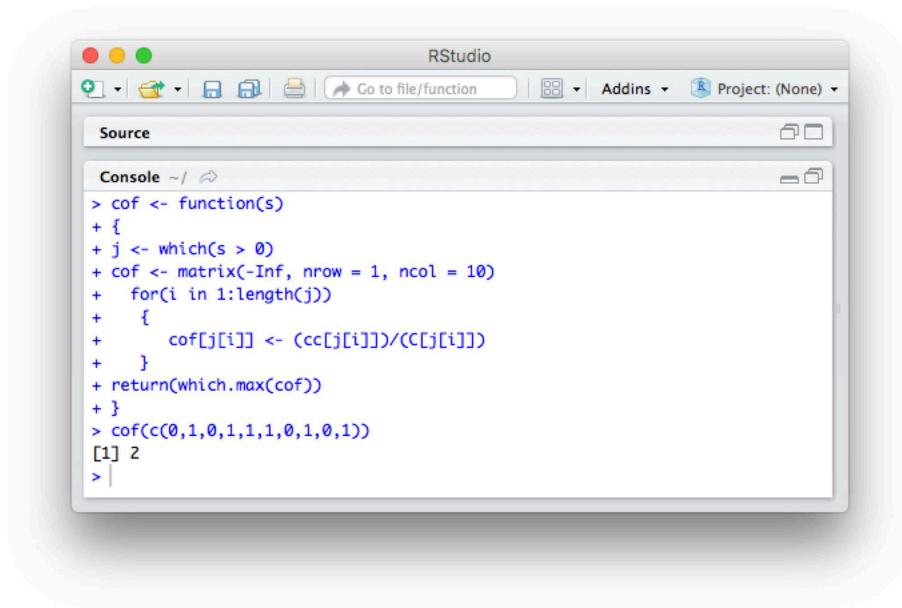 RStudio
Go to file/function
Addins
Project: (None)
Source
Console ~/
> cof <- function(s)
+ {
+ j <- which(s > 0)
+ cof <- matrix(-Inf, nrow = 1, ncol = 10)
+   for(i in 1:length(j))
+    {
+       cof[j[i]] <- (cc[j[i]])/(C[j[i]])
+    }
+ return(which.max(cof))
+ }
> cof(c(0,1,0,1,1,1,0,1,0,1))
[1] 2
>